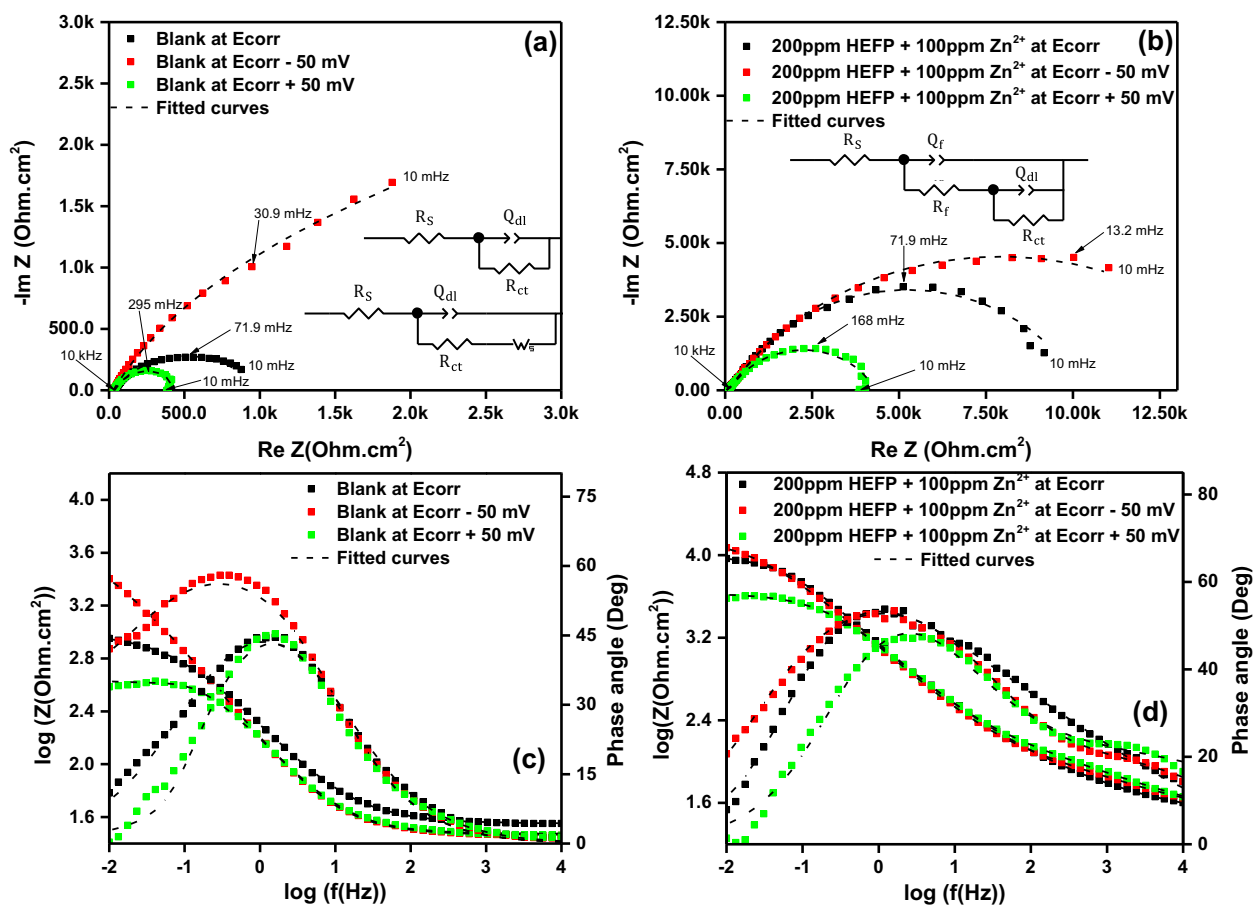 (a)
Blank at Ecorr
Blank at Ecorr - 50 mV
Blank at Ecorr + 50 mV
Fitted curves
3.0k
2.5k
2.0k
1.5k
1.0k
500.0
0.0
-Im Z (Ohm.cm²)
10 mHz
30.9 mHz
295 mHz
71.9 mHz
10 kHz
10 mHz
10 mHz
R_S
Q_dl
R_ct
R_S
Q_dl
R_ct
W_s
0.0 500.0 1.0k 1.5k 2.0k 2.5k 3.0k
Re Z(Ohm.cm²)
(b)
200ppm HEFP + 100ppm Zn²⁺ at Ecorr
200ppm HEFP + 100ppm Zn²⁺ at Ecorr - 50 mV
200ppm HEFP + 100ppm Zn²⁺ at Ecorr + 50 mV
Fitted curves
12.50k
10.00k
7.50k
5.00k
2.50k
0.00
-Im Z (Ohm.cm²)
R_S
Q_f
R_f
Q_dl
R_ct
71.9 mHz
13.2 mHz
10 mHz
168 mHz
10 kHz
10 mHz
10 mHz
0.00 2.50k 5.00k 7.50k 10.00k 12.50k
Re Z (Ohm.cm²)
Blank at Ecorr
Blank at Ecorr - 50 mV
Blank at Ecorr + 50 mV
Fitted curves
4.0
3.6
3.2
2.8
2.4
2.0
1.6
log (Z(Ohm.cm²))
75
60
45
30
15
0
Phase angle (Deg)
(c)
-2 -1 0 1 2 3 4
log (f(Hz))
200ppm HEFP + 100ppm Zn²⁺ at Ecorr
200ppm HEFP + 100ppm Zn²⁺ at Ecorr - 50 mV
200ppm HEFP + 100ppm Zn²⁺ at Ecorr + 50 mV
Fitted curves
4.8
4.0
3.2
2.4
1.6
log(Z(Ohm.cm²))
80
60
40
20
0
Phase angle (Deg)
(d)
-2 -1 0 1 2 3 4
log (f(Hz))